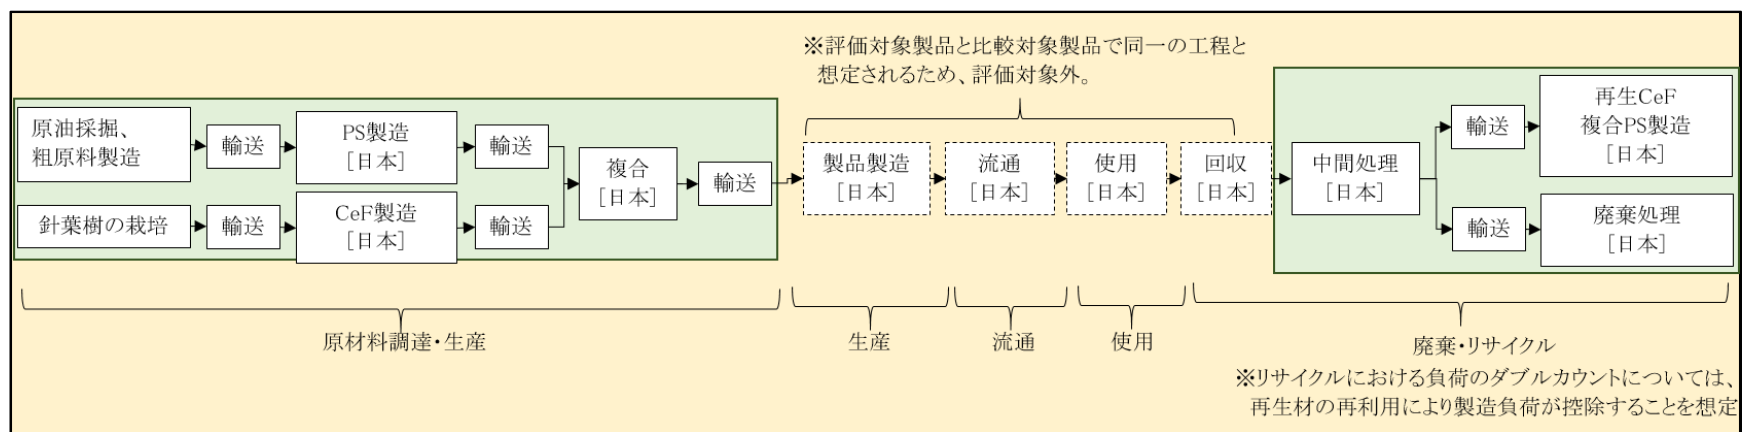 ※評価対象製品と比較対象製品で同一の工程と
想定されるため、評価対象外。
原油採掘、
粗原料製造
輸送
PS製造
[日本]
輸送
針葉樹の栽培
輸送
CeF製造
[日本]
輸送
複合
[日本]
輸送
製品製造
[日本]
流通
[日本]
使用
[日本]
回収
[日本]
中間処理
[日本]
輸送
再生CeF
複合PS製造
[日本]
輸送
廃棄処理
[日本]
原材料調達・生産
生産
流通
使用
廃棄・リサイクル
※リサイクルにおける負荷のダブルカウントについては、
再生材の再利用により製造負荷が控除することを想定